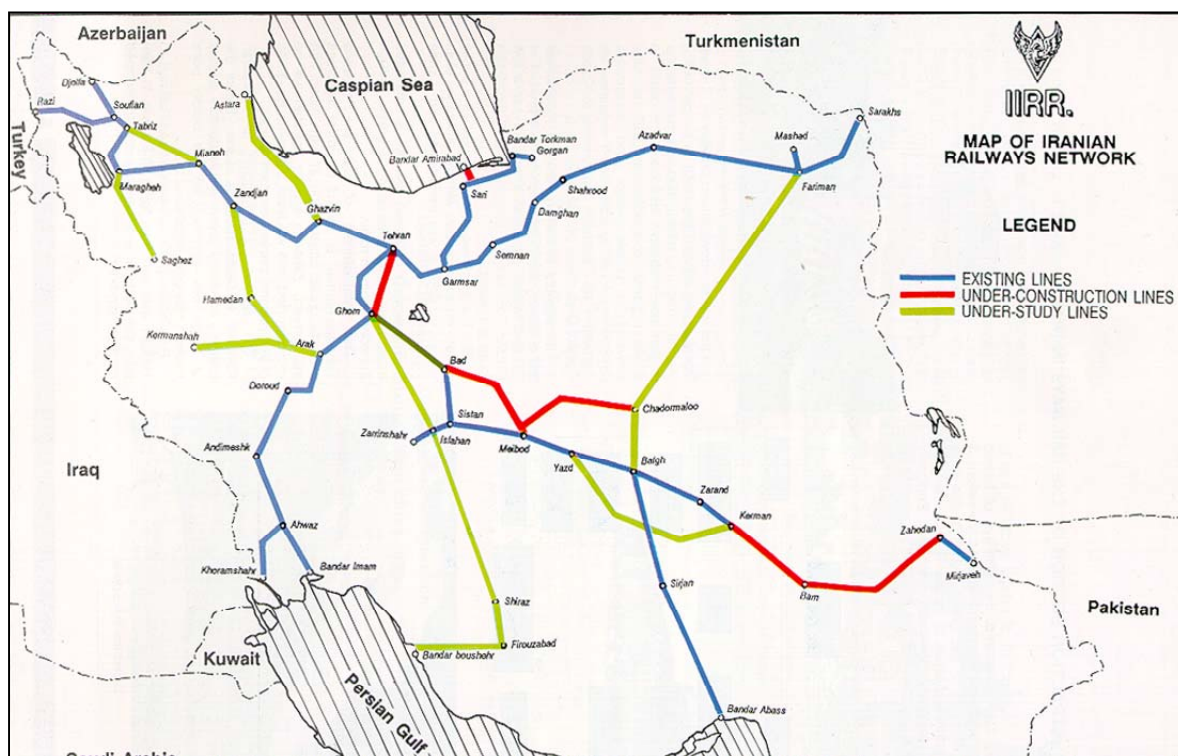 Azerbaijan
Caspian Sea
Turkmenistan
IIRR.
MAP OF IRANIAN
RAILWAYS NETWORK
LEGEND
EXISTING LINES
UNDER-CONSTRUCTION LINES
UNDER-STUDY LINES
Djolfa
Razi
Soufian
Tabriz
Turkey
Astara
Mianeh
Maragheh
Zandjan
Ghazvin
Saghez
Tehran
Bandar Torkman
Gorgan
Bandar Amirabad
Sari
Azadvar
Mashad
Sarakhs
Fariman
Shahrood
Damghan
Semnan
Garmsar
Hamedan
Ghom
Kermanshah
Arak
Bad
Doroud
Sistan
Zarrinshahr
Isfahan
Meibod
Chadormaloo
Andimeshk
Yazd
Bafgh
Iraq
Zarand
Kerman
Ahwaz
Zahedan
Mirjaveh
Khoramshahr
Bandar Imam
Sirjan
Bam
Shiraz
Pakistan
Firouzabad
Kuwait
Bandar boushehr
Persian Gulf
Bandar Abass
Saudi Arabia